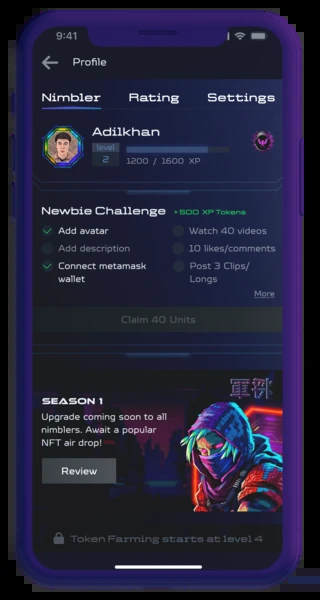 9:41
Profile
Nimbler Rating Settings
Adilkhan
level
2
1200 / 1600 XP
Newbie Challenge +500 XP Tokens
Add avatar
Watch 40 videos
Add description
10 likes/comments
Connect metamask
wallet
Post 3 Clips/
Longs
More
Claim 40 Units
SEASON 1
Upgrade coming soon to all
nimblers. Await a popular
NFT air drop!
Review
Token Farming starts at level 4